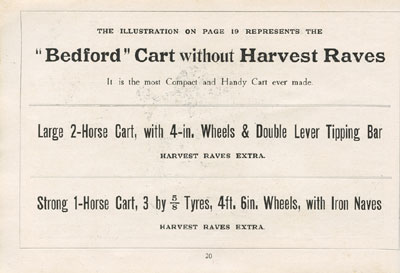 THE ILLUSTRATION ON PAGE 19 REPRESENTS THE
"Bedford" Cart without Harvest Raves
It is the most Compact and Handy Cart ever made.
Large 2-Horse Cart, with 4-in. Wheels & Double Lever Tipping Bar
HARVEST RAVES EXTRA.
Strong 1-Horse Cart, 3 by 5/8 Tyres, 4ft. 6in. Wheels, with Iron Naves
HARVEST RAVES EXTRA.
20